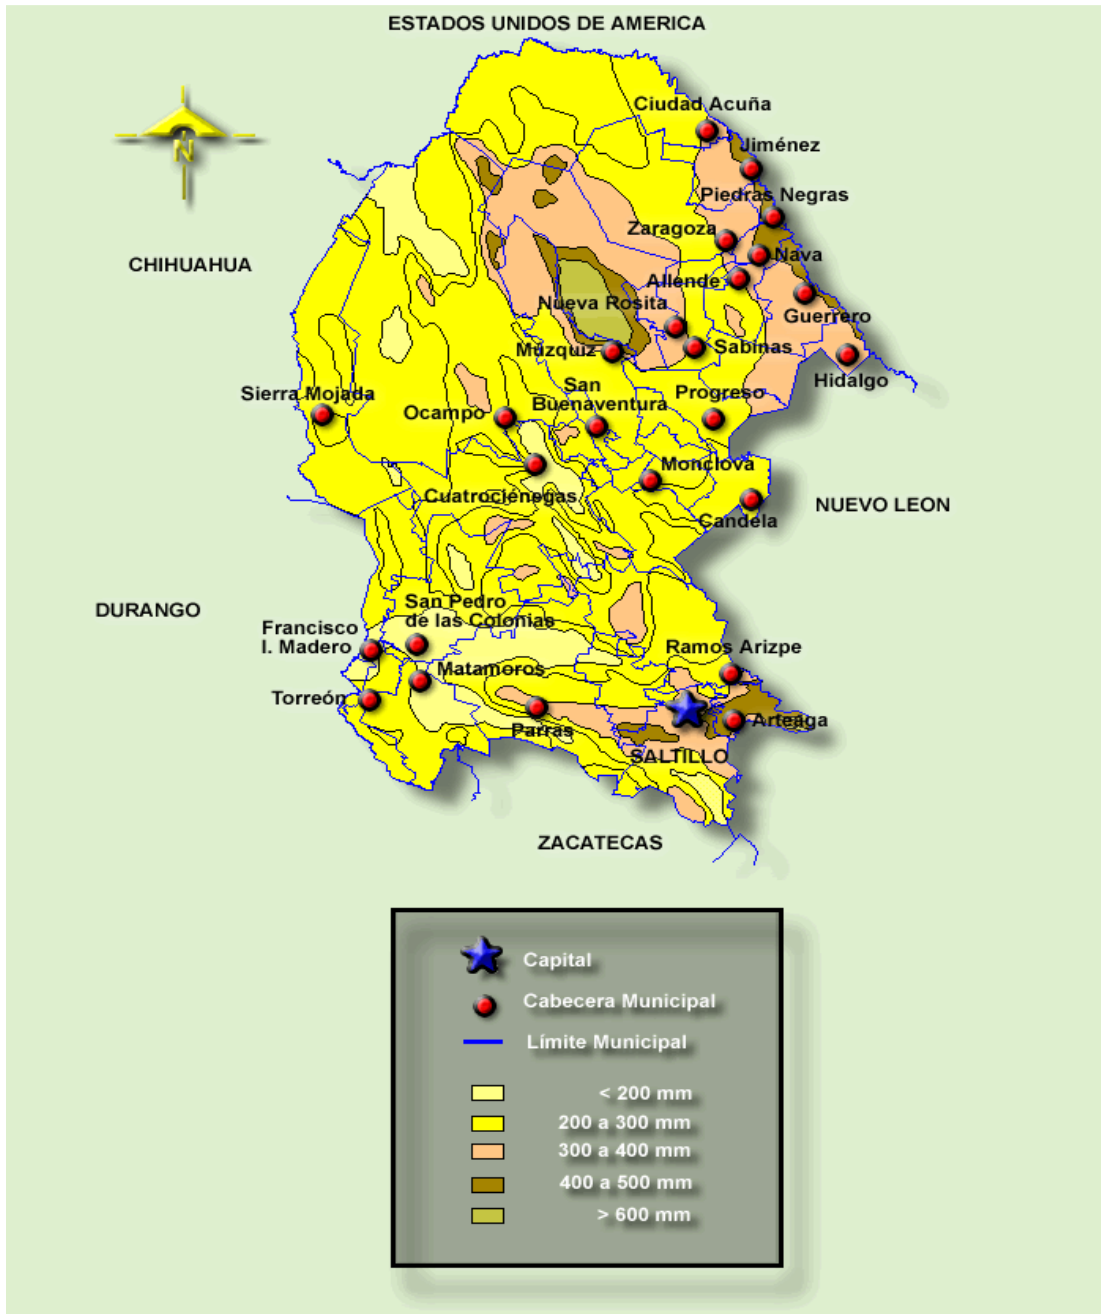 ESTADOS UNIDOS DE AMERICA
Ciudad Acuña
Jiménez
N
Piedras Negras
Zaragoza
Nava
CHIHUAHUA
Allende
Nueva Rosita
Guerrero
Sabinas
Múzquiz
Hidalgo
San
Buenaventura
Progreso
Sierra Mojada
Ocampo
Monclova
Cuatrociénegas
NUEVO LEON
Candela
DURANGO
San Pedro
de las Colonias
Francisco
I. Madero
Ramos Arizpe
Matamoros
Torreón
Arteaga
Parras
SALTILLO
ZACATECAS
Capital
Cabecera Municipal
Límite Municipal
< 200 mm
200 a 300 mm
300 a 400 mm
400 a 500 mm
> 600 mm